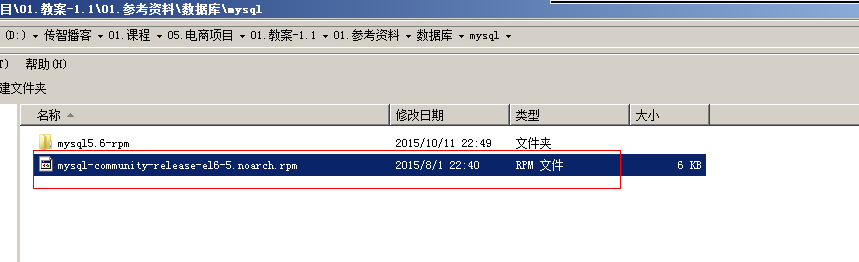 目\01.教案-1.1\01.参考资料\数据库\mysql
(D:) 传智播客 01.课程 05.电商项目 01.教案-1.1 01.参考资料 数据库 mysql
T) 帮助(H)
建文件夹
名称 修改日期 类型 大小
mysql5.6-rpm 2015/10/11 22:49 文件夹
mysql-community-release-el6-5.noarch.rpm 2015/8/1 22:40 RPM 文件 6 KB